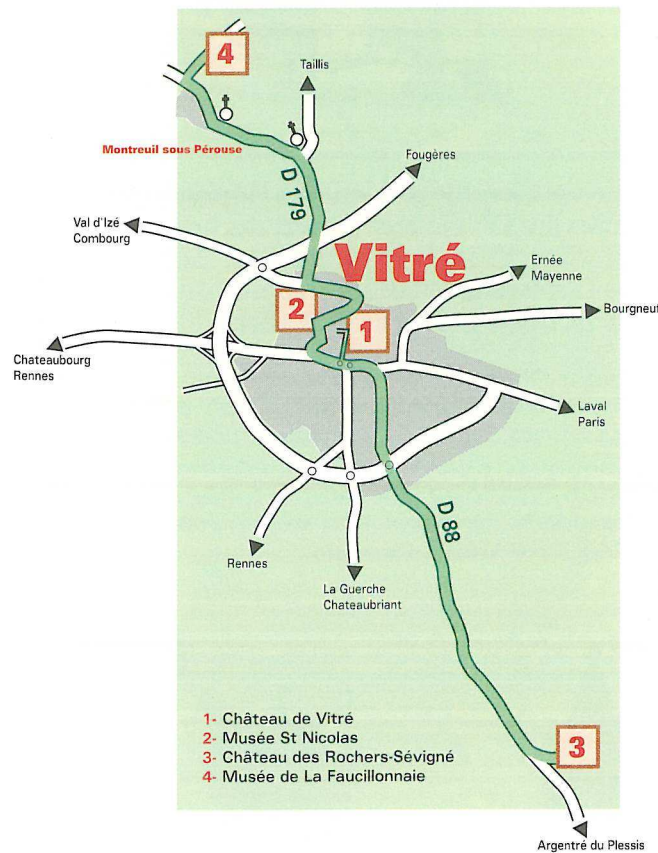 4
Taillis
Montreuil sous Pérouse
Fougères
D 179
Val d'Izé
Combourg
Vitré
Ernée
Mayenne
2
Bourgneuf
1
Chateaubourg
Rennes
Laval
Paris
D 88
Rennes
La Guerche
Chateaubriant
1- Château de Vitré
2- Musée St Nicolas
3- Château des Rochers-Sévigné
4- Musée de La Faucillonnaie
3
Argentré du Plessis